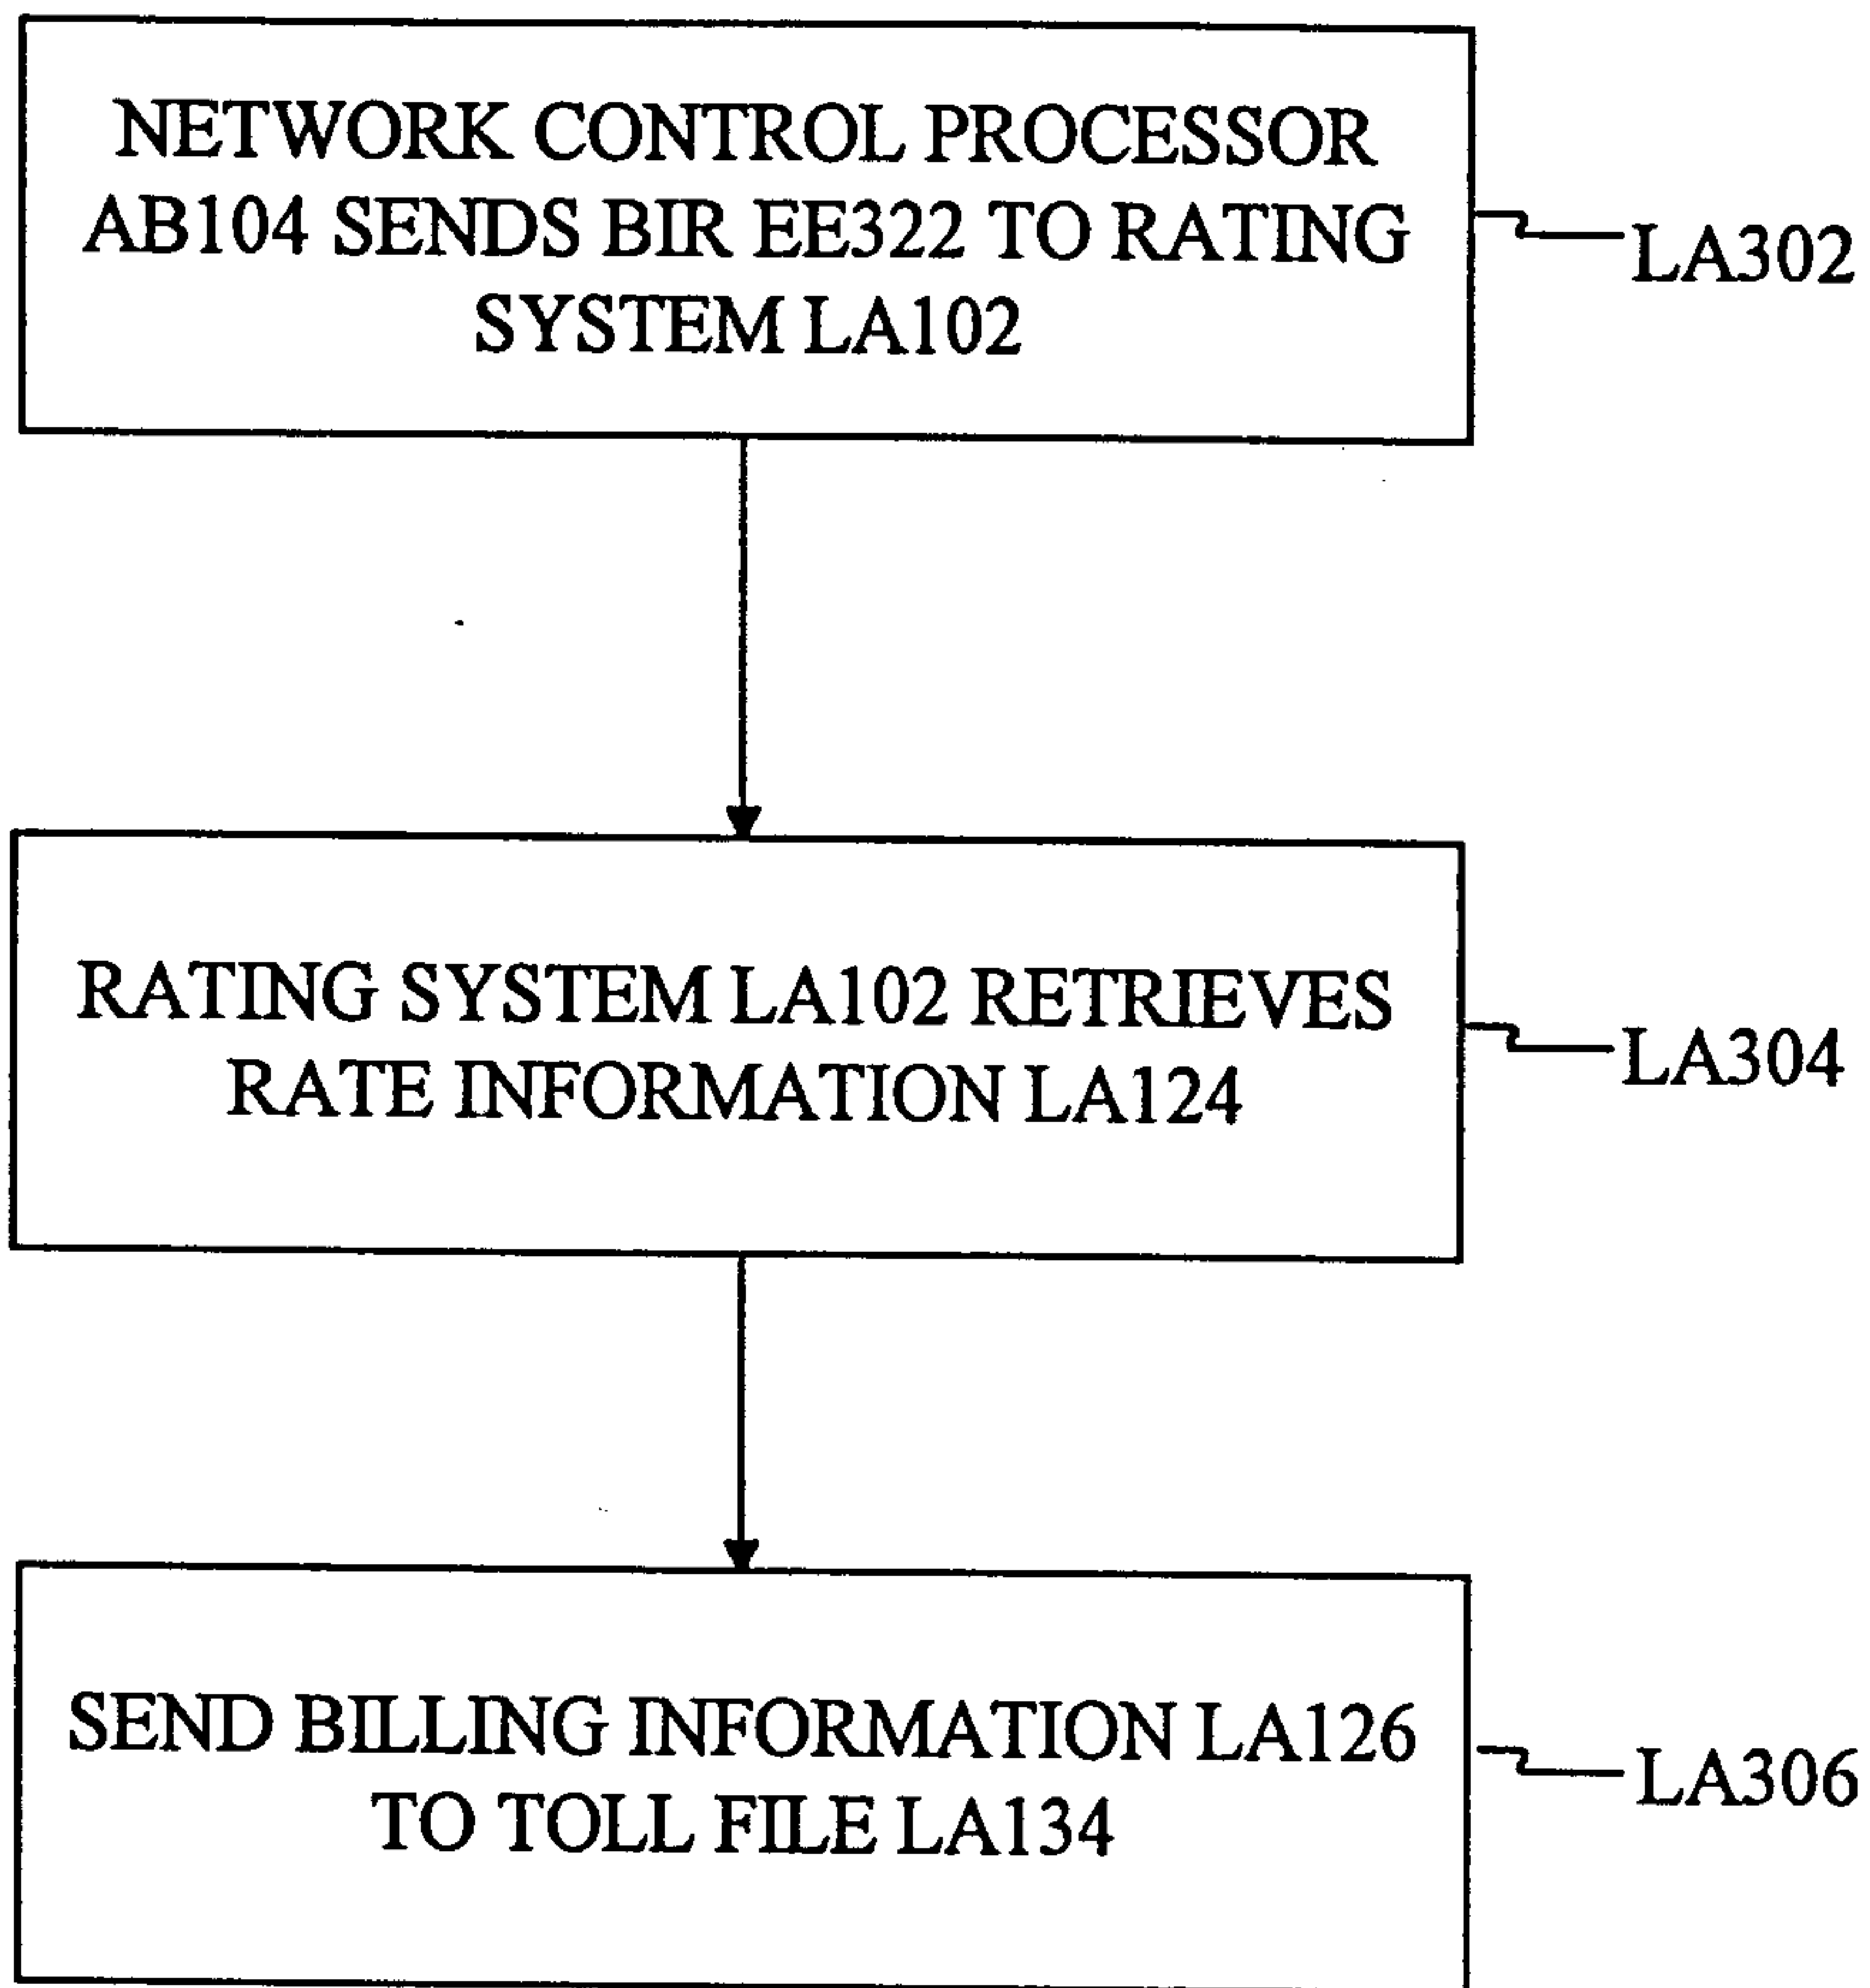 NETWORK CONTROL PROCESSOR
AB104 SENDS BIR EE322 TO RATING
SYSTEM LA102
LA302
RATING SYSTEM LA102 RETRIEVES
RATE INFORMATION LA124
LA304
SEND BILLING INFORMATION LA126
TO TOLL FILE LA134
LA306